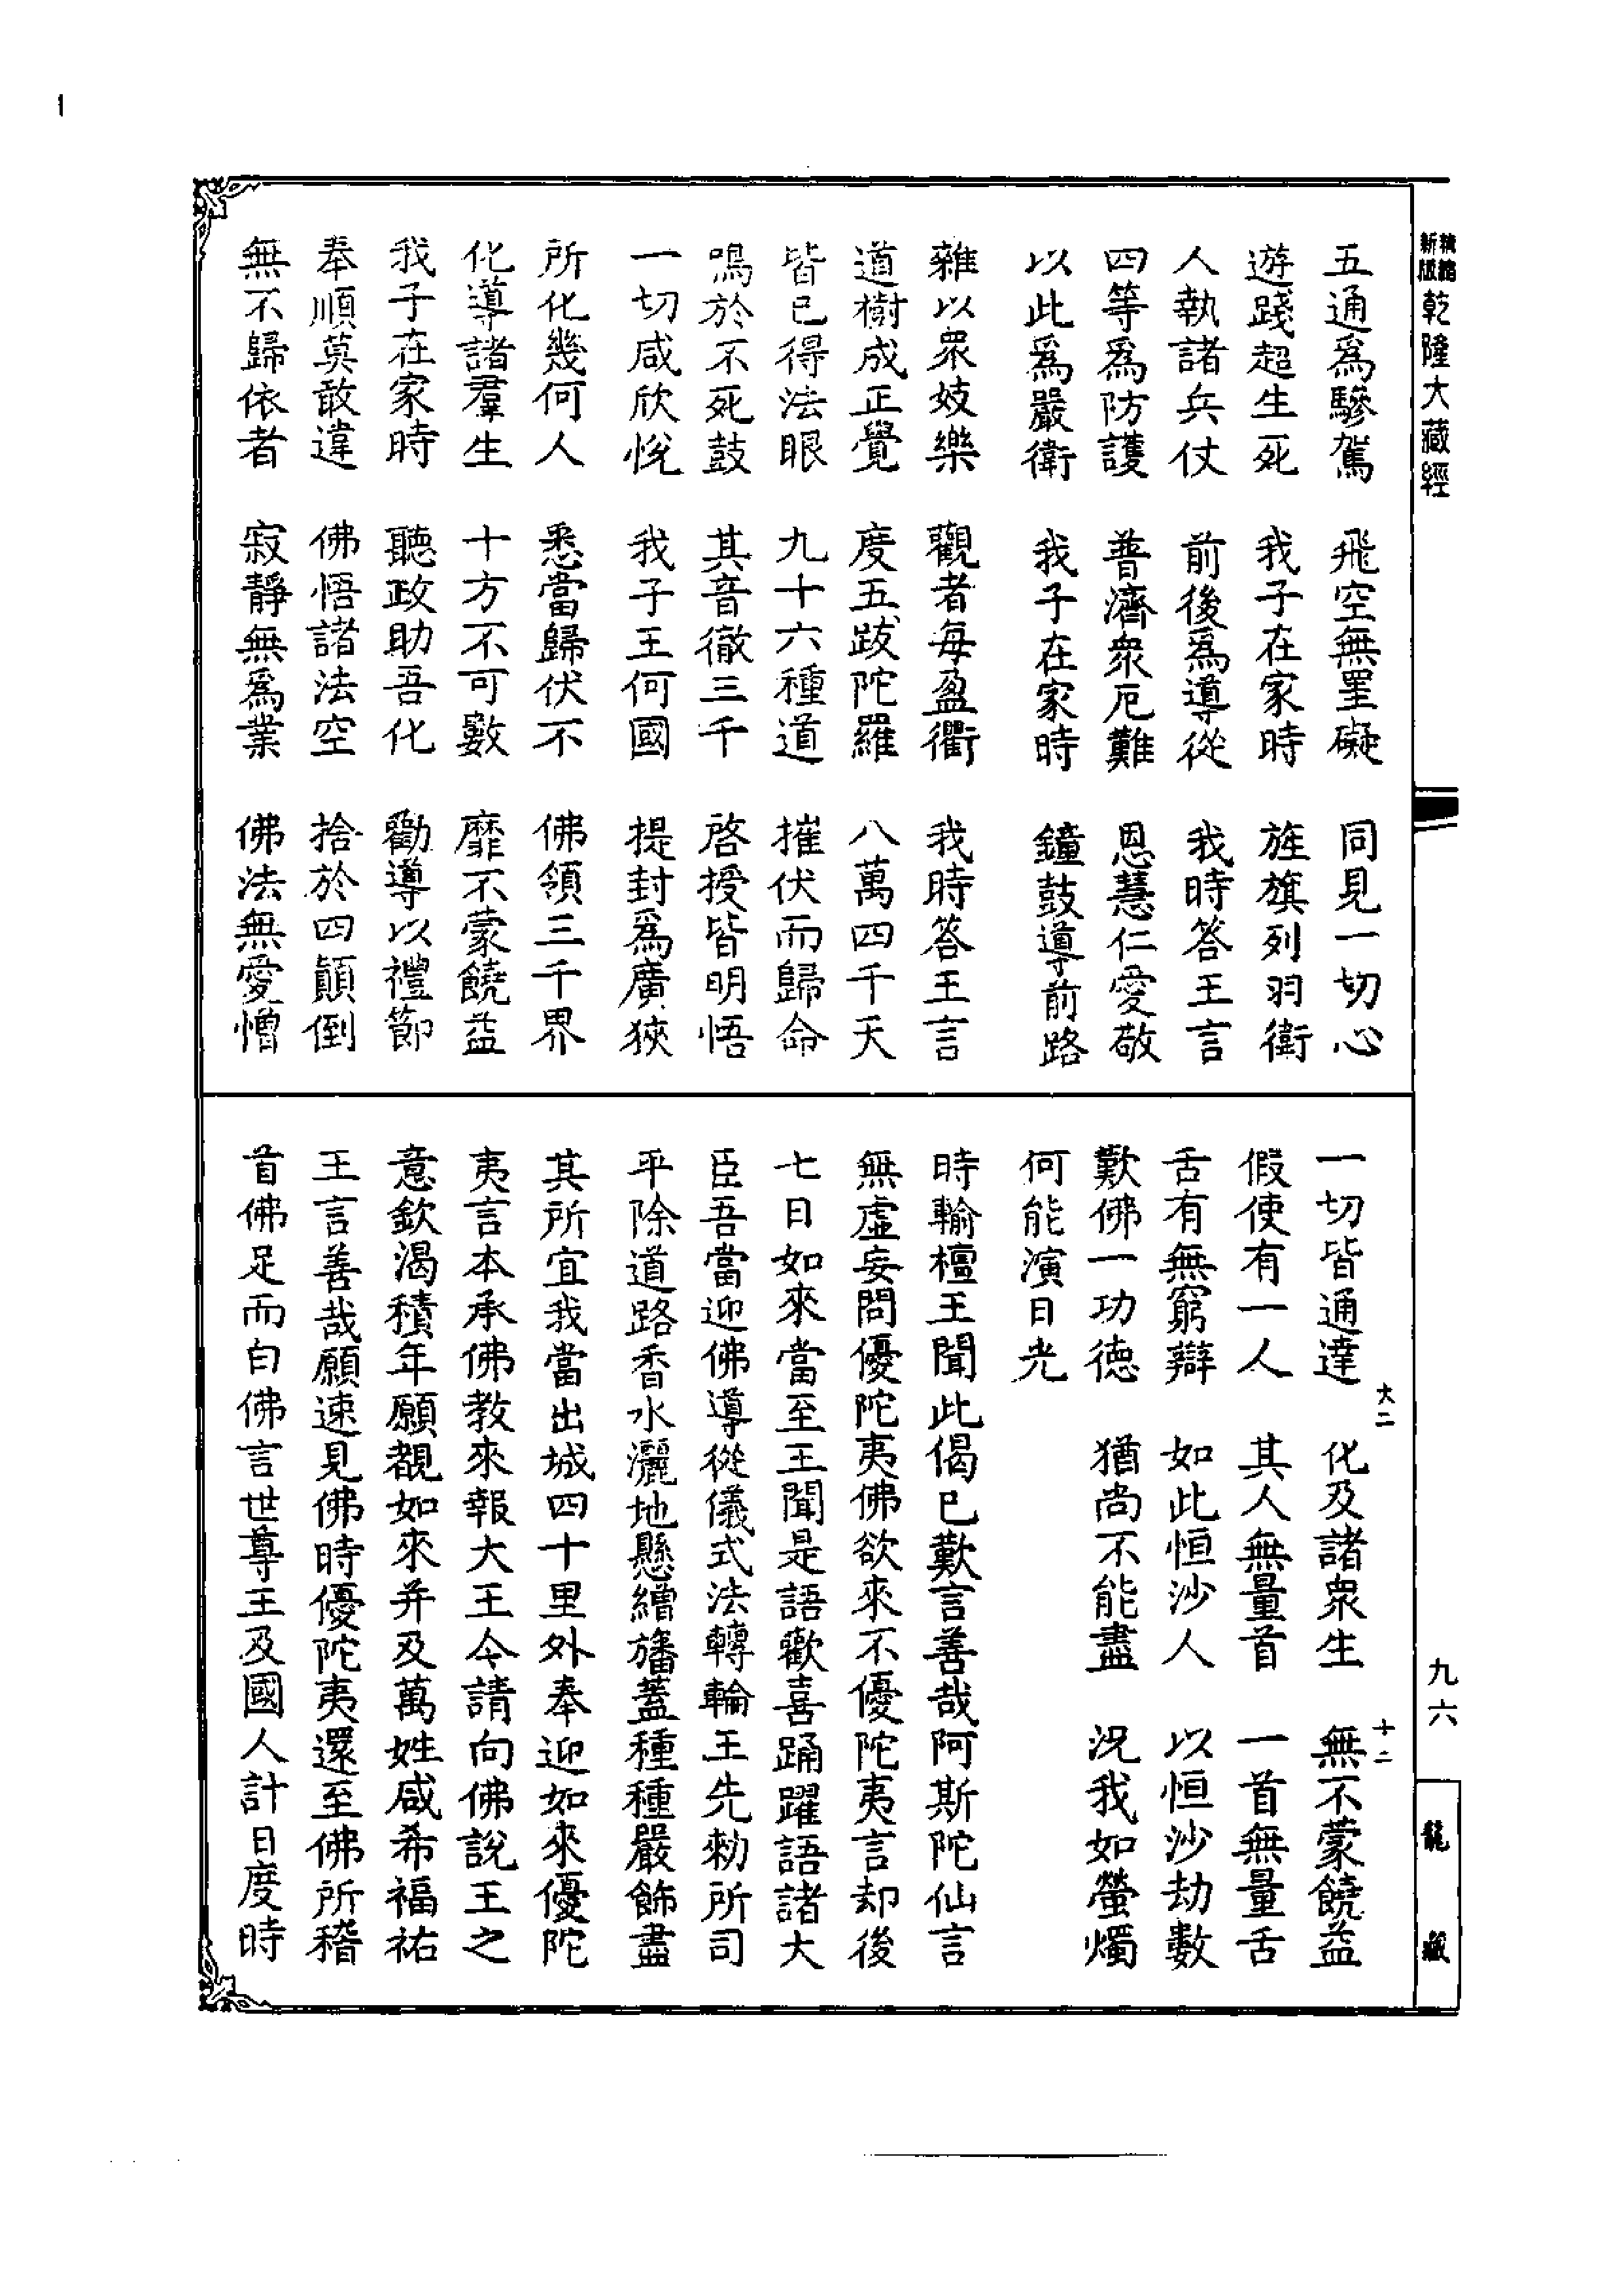 新版精縮乾隆大藏經
五通為驂駕　飛空無罣礙　同見一切心
遊踐超生死　我子在家時　旌旗列羽衛
人執諸兵仗　前後為導從　我時答王言
四等為防護　普濟眾厄難　恩慧仁愛敬
以此為嚴衛　我子在家時　鐘鼓導前路
雜以眾妓樂　觀者每盈衢　我時答王言
道樹成正覺　度五跋陀羅　八萬四千天
皆已得法眼　九十六種道　摧伏而歸命
鳴於不死鼓　其音徹三千　啓授皆明悟
一切咸欣悅　我子王何國　提封為廣狹
所化幾何人　悉當歸伏不　佛領三千界
化導諸羣生　十方不可數　靡不蒙饒益
我子在家時　聽政助吾化　勸導以禮節
奉順莫敢違　佛悟諸法空　捨於四顛倒
無不歸依者　寂靜無為業　佛法無愛憎
一切皆通達　化及諸眾生　無不蒙饒益
假使有一人　其人無量首　一首無量舌
舌有無窮辯　如此恒沙人　以恒沙劫數
歎佛一功德　猶尚不能盡　況我如螢燭
何能演日光
時輸檀王聞此偈已歎言善哉阿斯陀仙言
無虛妄問優陀夷佛欲來不優陀夷言却後
七日如來當至王聞是語歡喜踊躍語諸大
臣吾當迎佛導從儀式法轉輪王先勅所司
平除道路香水灑地懸繒旛蓋種種嚴飾盡
其所宜我當出城四十里外奉迎如來優陀
夷言本承佛教來報大王今請向佛說王之
意欽渴積年願覩如來并及萬姓咸希福祐
王言善哉願速見佛時優陀夷還至佛所稽
首佛足而白佛言世尊王及國人計日度時
大二
十二
九六
龍藏